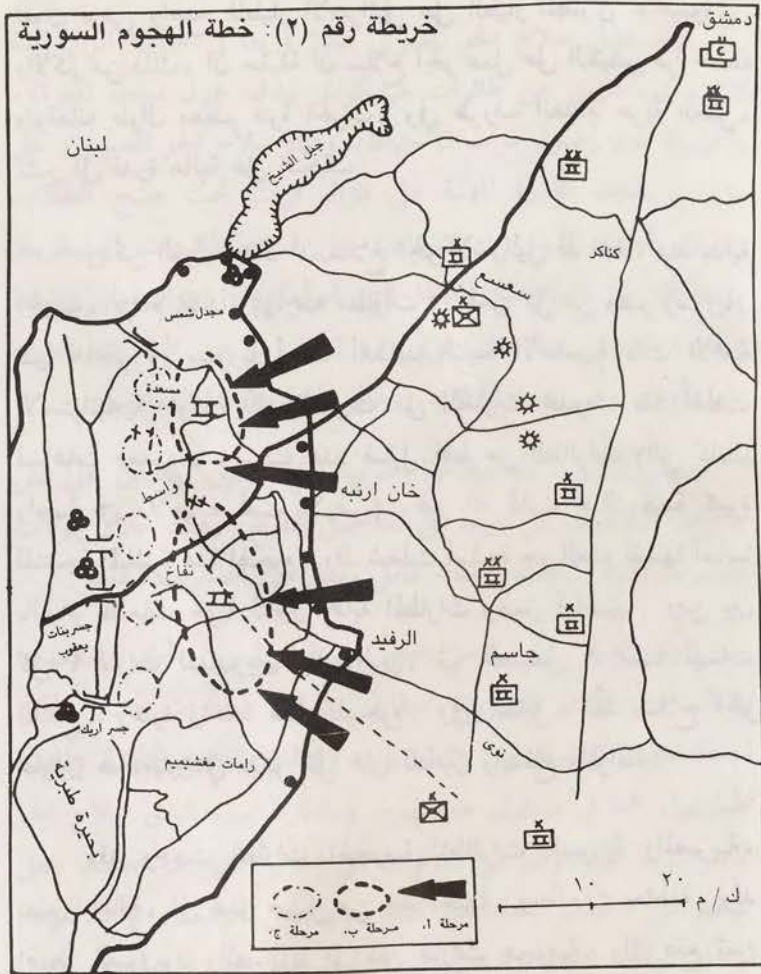 خريطة رقم (٢): خطة الهجوم السورية
دمشق
لبنان
جبل الشيخ
كناكر
سعسع
مجدل شمس
مسعدة
واسط
خان ارنبه
نفاخ
جسر بنات
يعقوب
الرفيد
جاسم
نوى
جسر اريك
رامات مغشيميم
بحيرة طبريا
مرحلة أ.
مرحلة ب.
مرحلة ج.
١٠
٢٠
ك / م